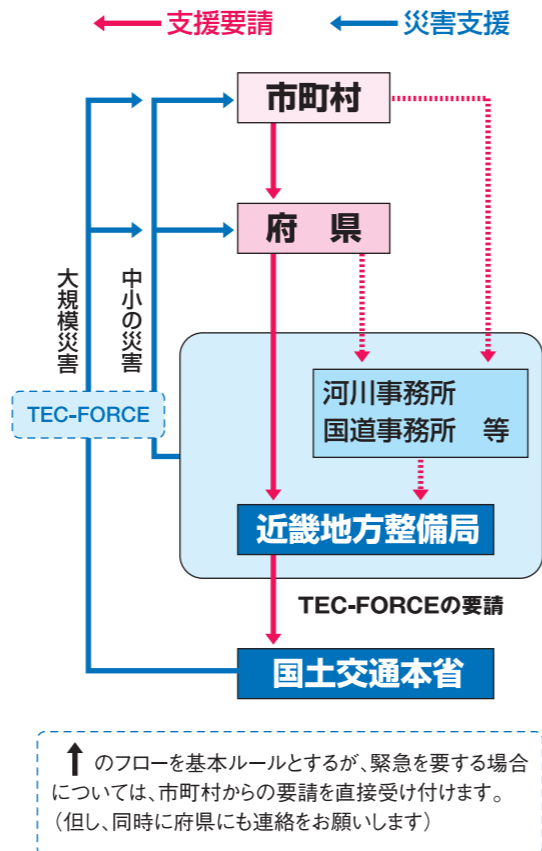 支援要請 災害支援
市町村
府 県
大規模災害
中小の災害
TEC-FORCE
河川事務所
国道事務所 等
近畿地方整備局
TEC-FORCEの要請
国土交通本省
↑のフローを基本ルールとするが、緊急を要する場合
については、市町村からの要請を直接受け付けます。
(但し、同時に府県にも連絡をお願いします)